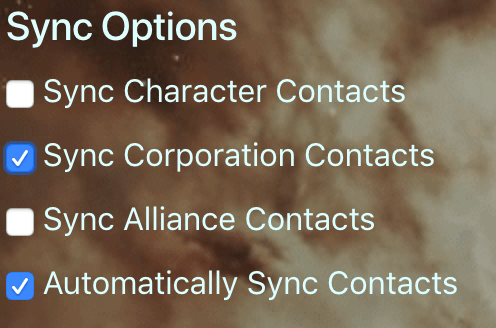 Sync Options
Sync Character Contacts
Sync Corporation Contacts
Sync Alliance Contacts
Automatically Sync Contacts